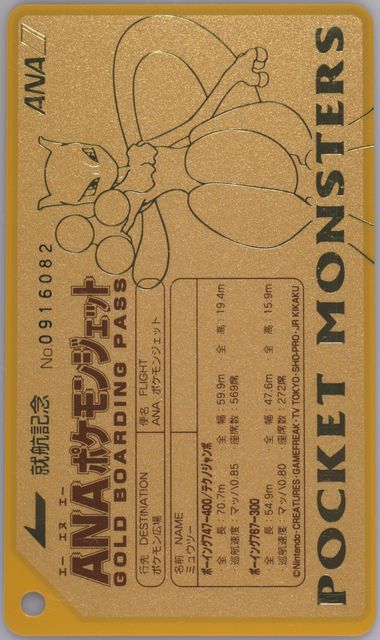 就航記念 No.0916082 ANA
エー エヌ エー
ANAポケモンジェット
GOLD BOARDING PASS
行先 DESTINATION
ポケモン広場
便名 FLIGHT
ANA ポケモンジェット
名前 NAME
ミュウツー
ボーイング747-400/テクノジャンボ
・全 長：70.7m ・全 幅：59.9m ・全 高：19.4m
・巡航速度：マッハ0.85 ・座席数：569席
ボーイング767-300
・全 長：54.9m ・全 幅：47.6m ・全 高：15.9m
・巡航速度：マッハ0.80 ・座席数：272席
©Nintendo・CREATURES・GAMEFREAK・TV TOKYO・SHO-PRO・JR KIKAKU
POCKET MONSTERS